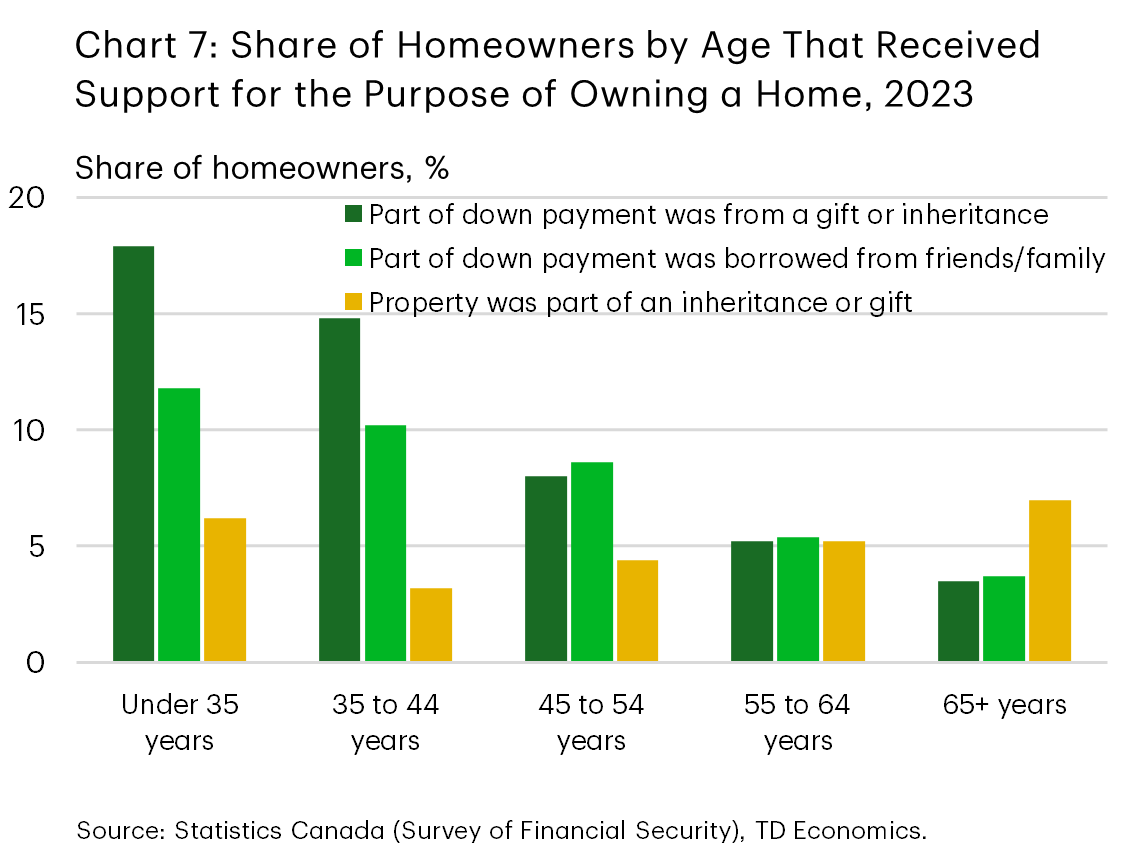 Chart 7: Share of Homeowners by Age That Received
Support for the Purpose of Owning a Home, 2023
Share of homeowners, %
20
Part of down payment was from a gift or inheritance
Part of down payment was borrowed from friends/family
Property was part of an inheritance or gift
15
10
5
0
Under 35 years
35 to 44 years
45 to 54 years
55 to 64 years
65+ years
Source: Statistics Canada (Survey of Financial Security), TD Economics.